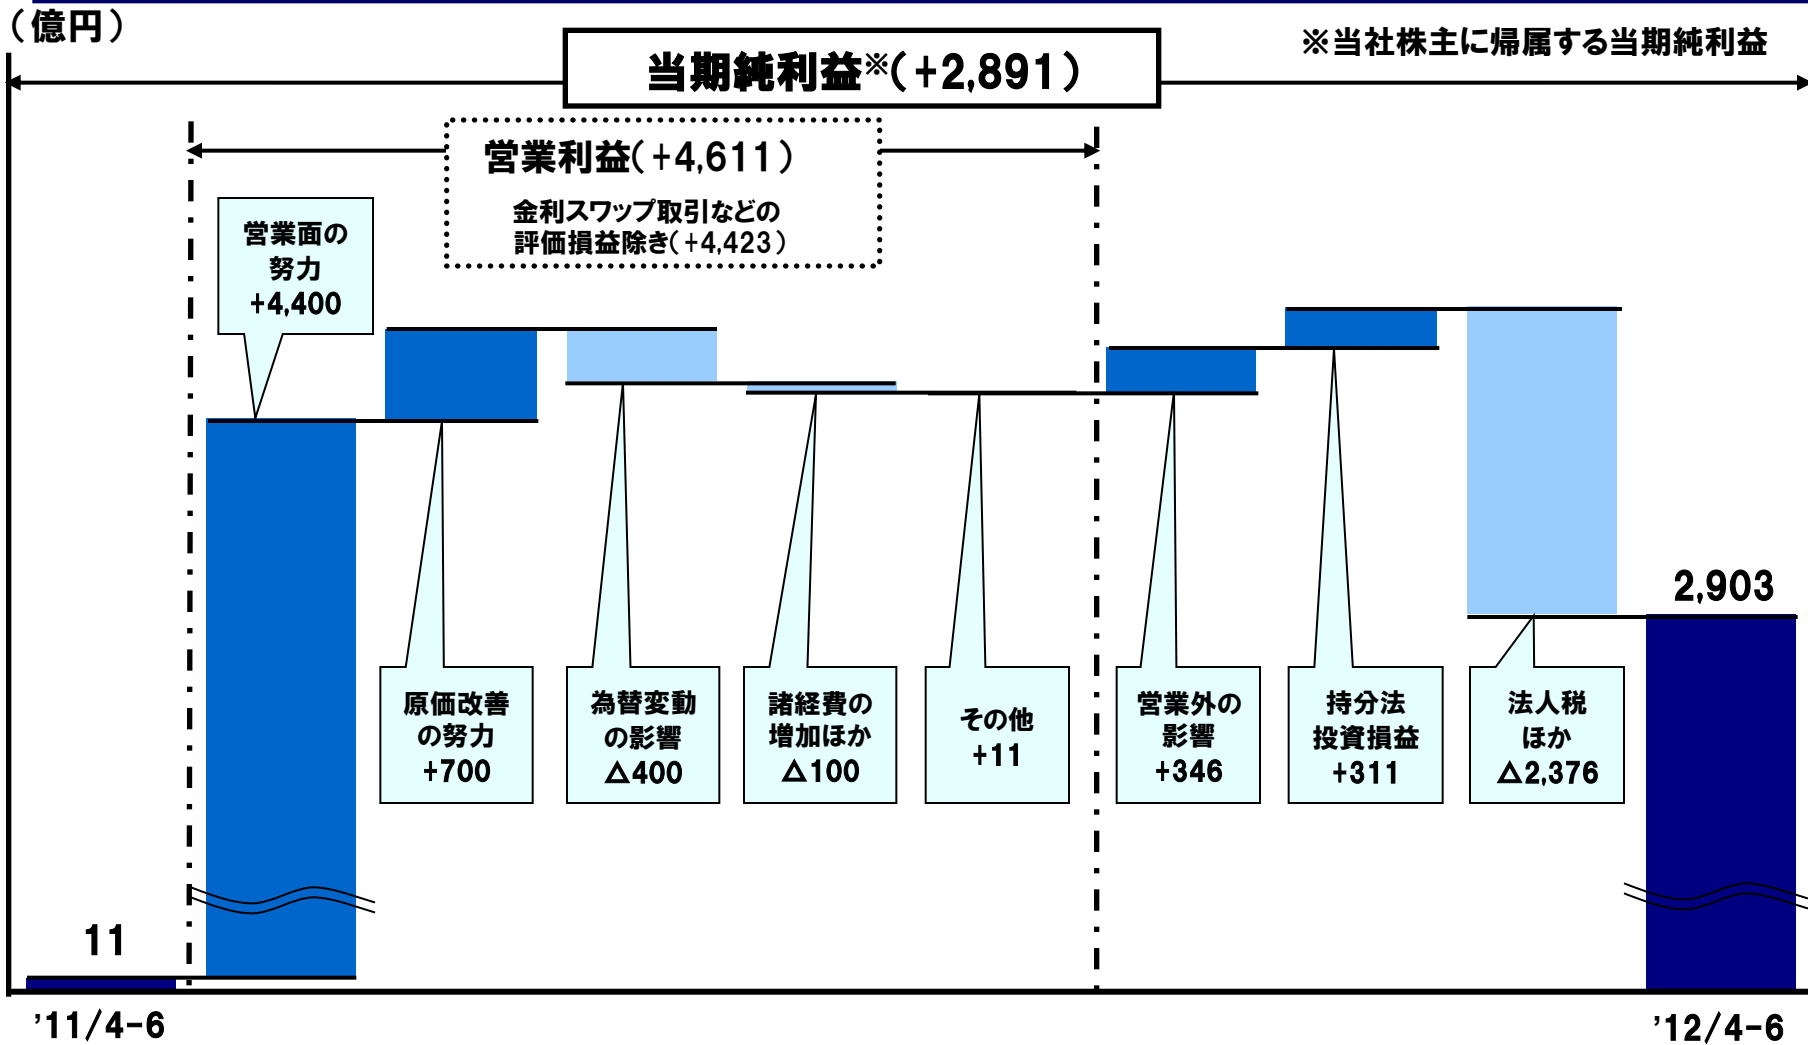 (億円)
※当社株主に帰属する当期純利益
当期純利益※(+2,891)
営業利益(+4,611)
金利スワップ取引などの
評価損益除き(+4,423)
営業面の
努力
+4,400
原価改善
の努力
+700
為替変動
の影響
△400
諸経費の
増加ほか
△100
その他
+11
営業外の
影響
+346
持分法
投資損益
+311
法人税
ほか
△2,376
11
2,903
'11/4-6
'12/4-6